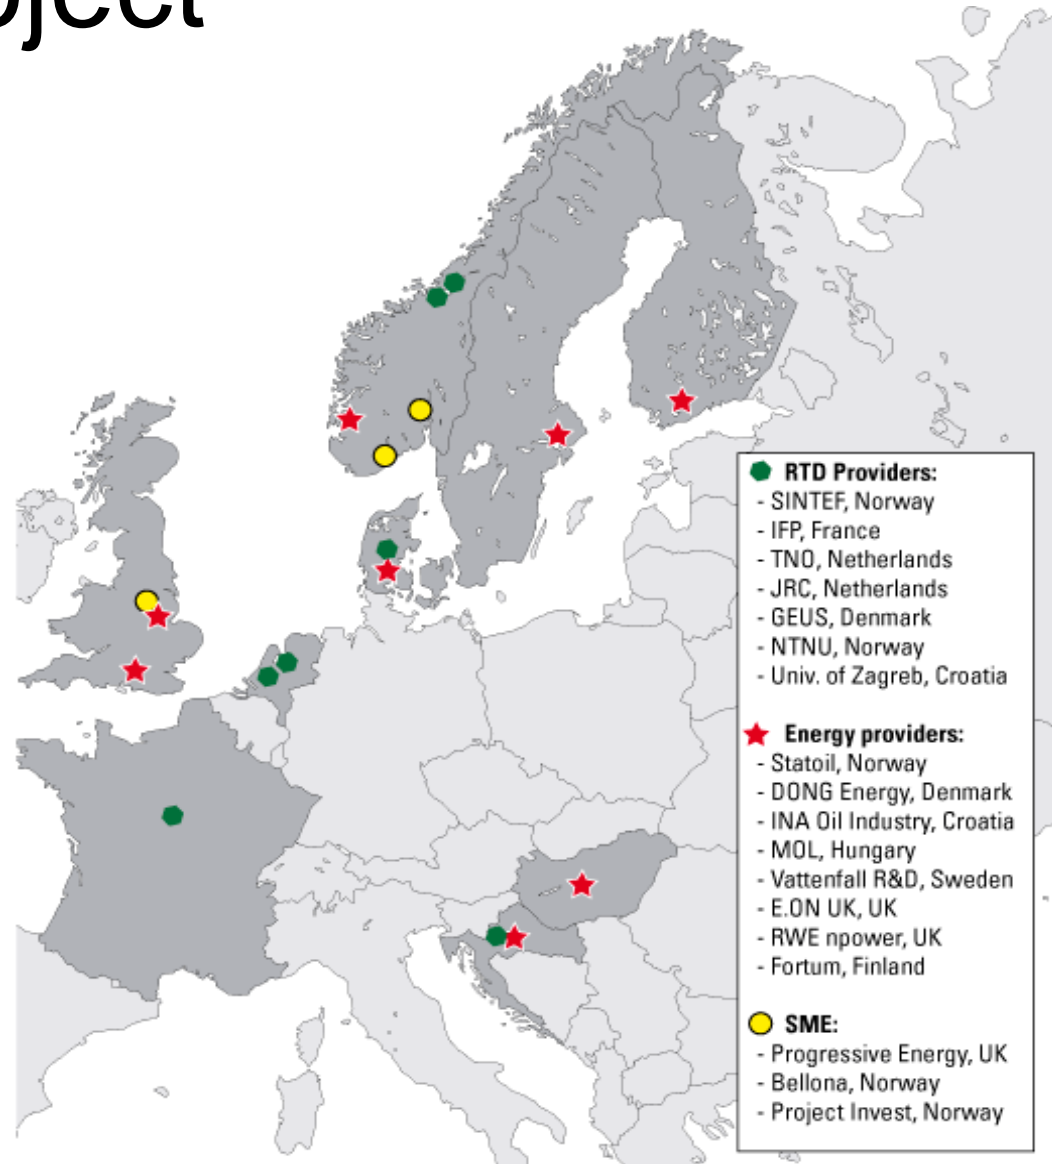 oject
RTD Providers:
- SINTEF, Norway
- IFP, France
- TNO, Netherlands
- JRC, Netherlands
- GEUS, Denmark
- NTNU, Norway
- Univ. of Zagreb, Croatia
Energy providers:
- Statoil, Norway
- DONG Energy, Denmark
- INA Oil Industry, Croatia
- MOL, Hungary
- Vattenfall R&D, Sweden
- E.ON UK, UK
- RWE npower, UK
- Fortum, Finland
SME:
- Progressive Energy, UK
- Bellona, Norway
- Project Invest, Norway